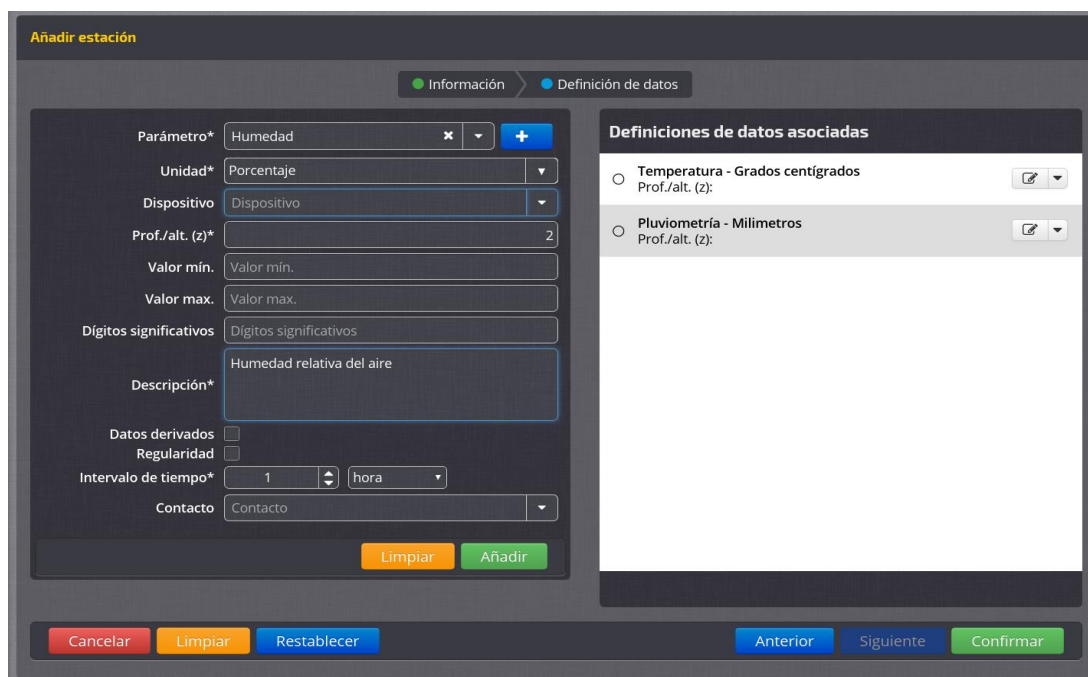 Añadir estación
Información
Definición de datos
Parámetro* Humedad
Unidad* Porcentaje
Dispositivo Dispositivo
Prof./alt. (z)* 2
Valor mín. Valor mín.
Valor max. Valor max.
Dígitos significativos Dígitos significativos
Descripción* Humedad relativa del aire
Datos derivados
Regularidad
Intervalo de tiempo* 1 hora
Contacto Contacto
Limpiar Añadir
Definiciones de datos asociadas
Temperatura - Grados centígrados
Prof./alt. (z):
Pluviometría - Milimetros
Prof./alt. (z):
Cancelar Limpiar Restablecer Anterior Siguiente Confirmar